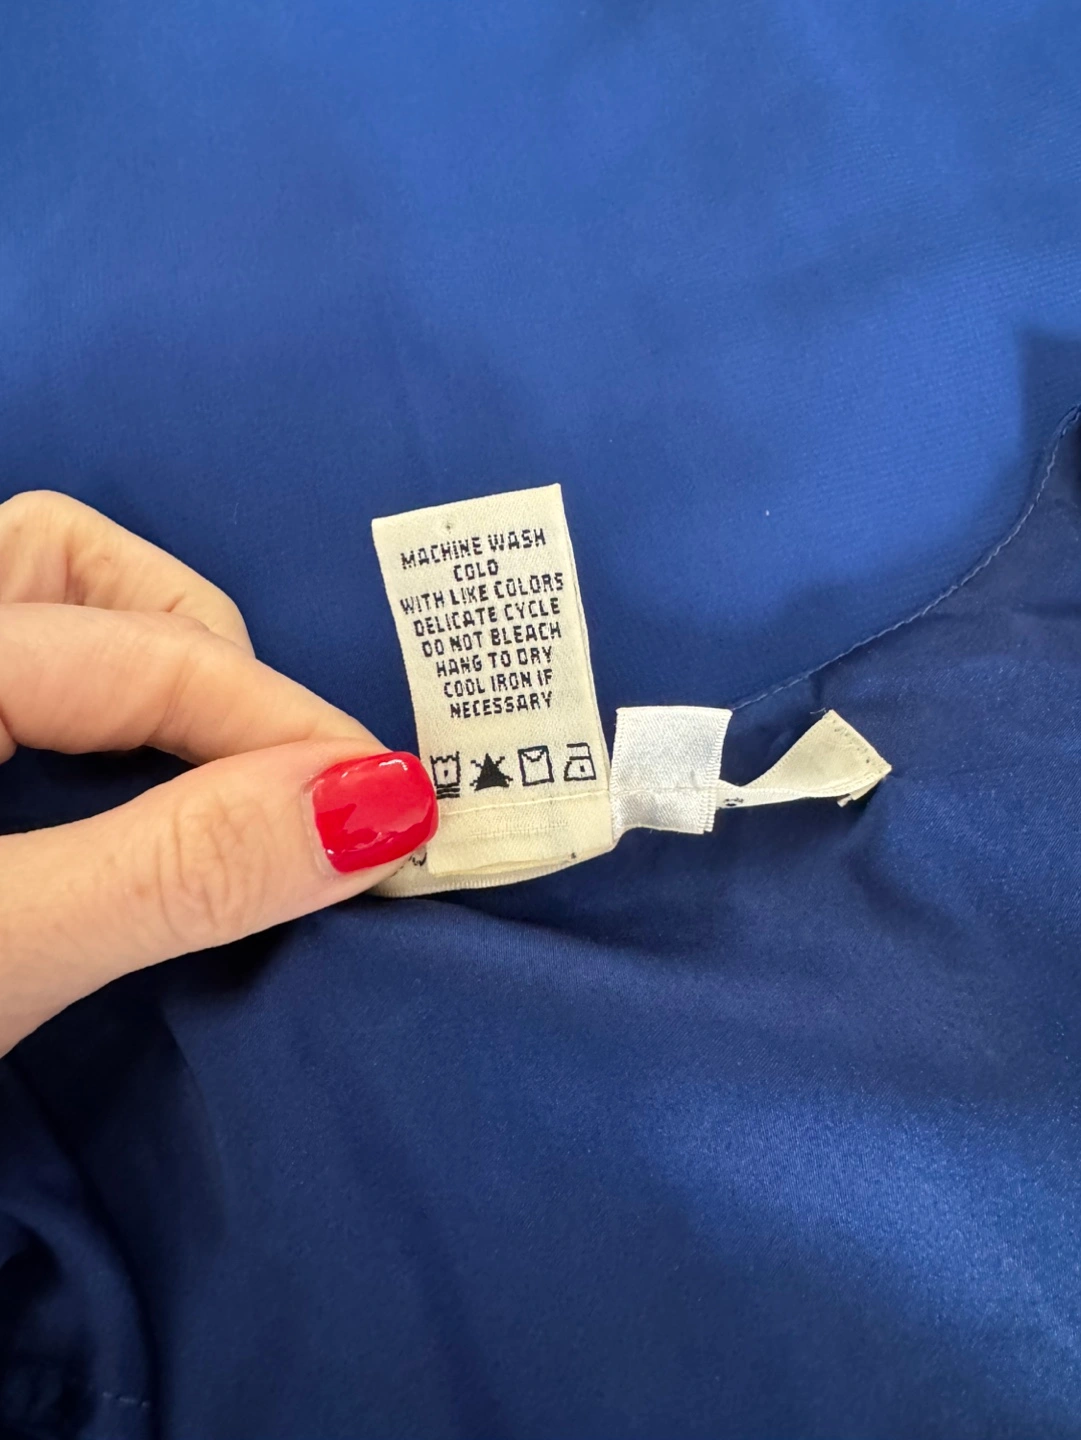 MACHINE WASH
COLD
WITH LIKE COLORS
DELICATE CYCLE
DO NOT BLEACH
HANG TO DRY
COOL IRON IF
NECESSARY